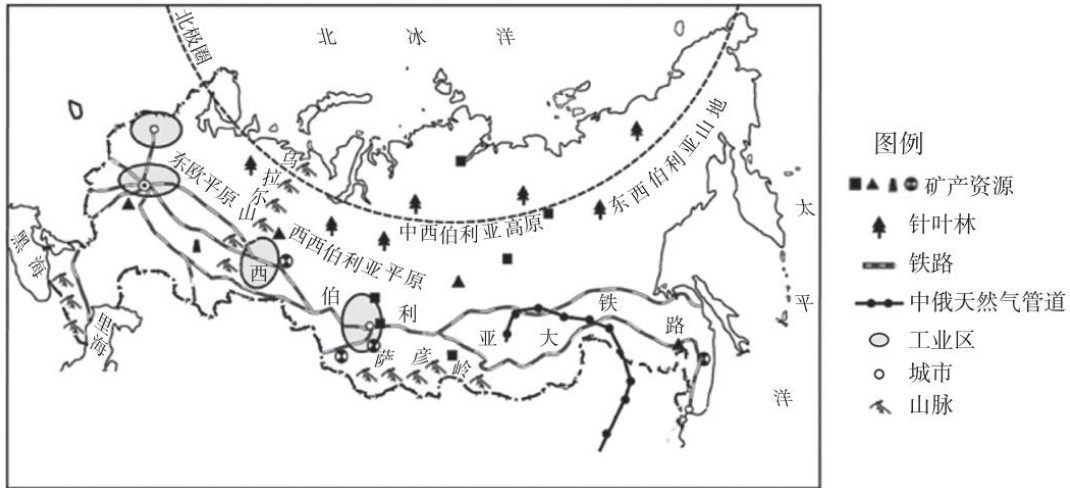 北极圈
北冰洋
乌拉尔山
东欧平原
西西伯利亚平原
中西伯利亚高原
东西伯利亚山地
黑海
里海
西伯利亚大铁路
萨彦岭
太平洋
图例
矿产资源
针叶林
铁路
中俄天然气管道
工业区
城市
山脉